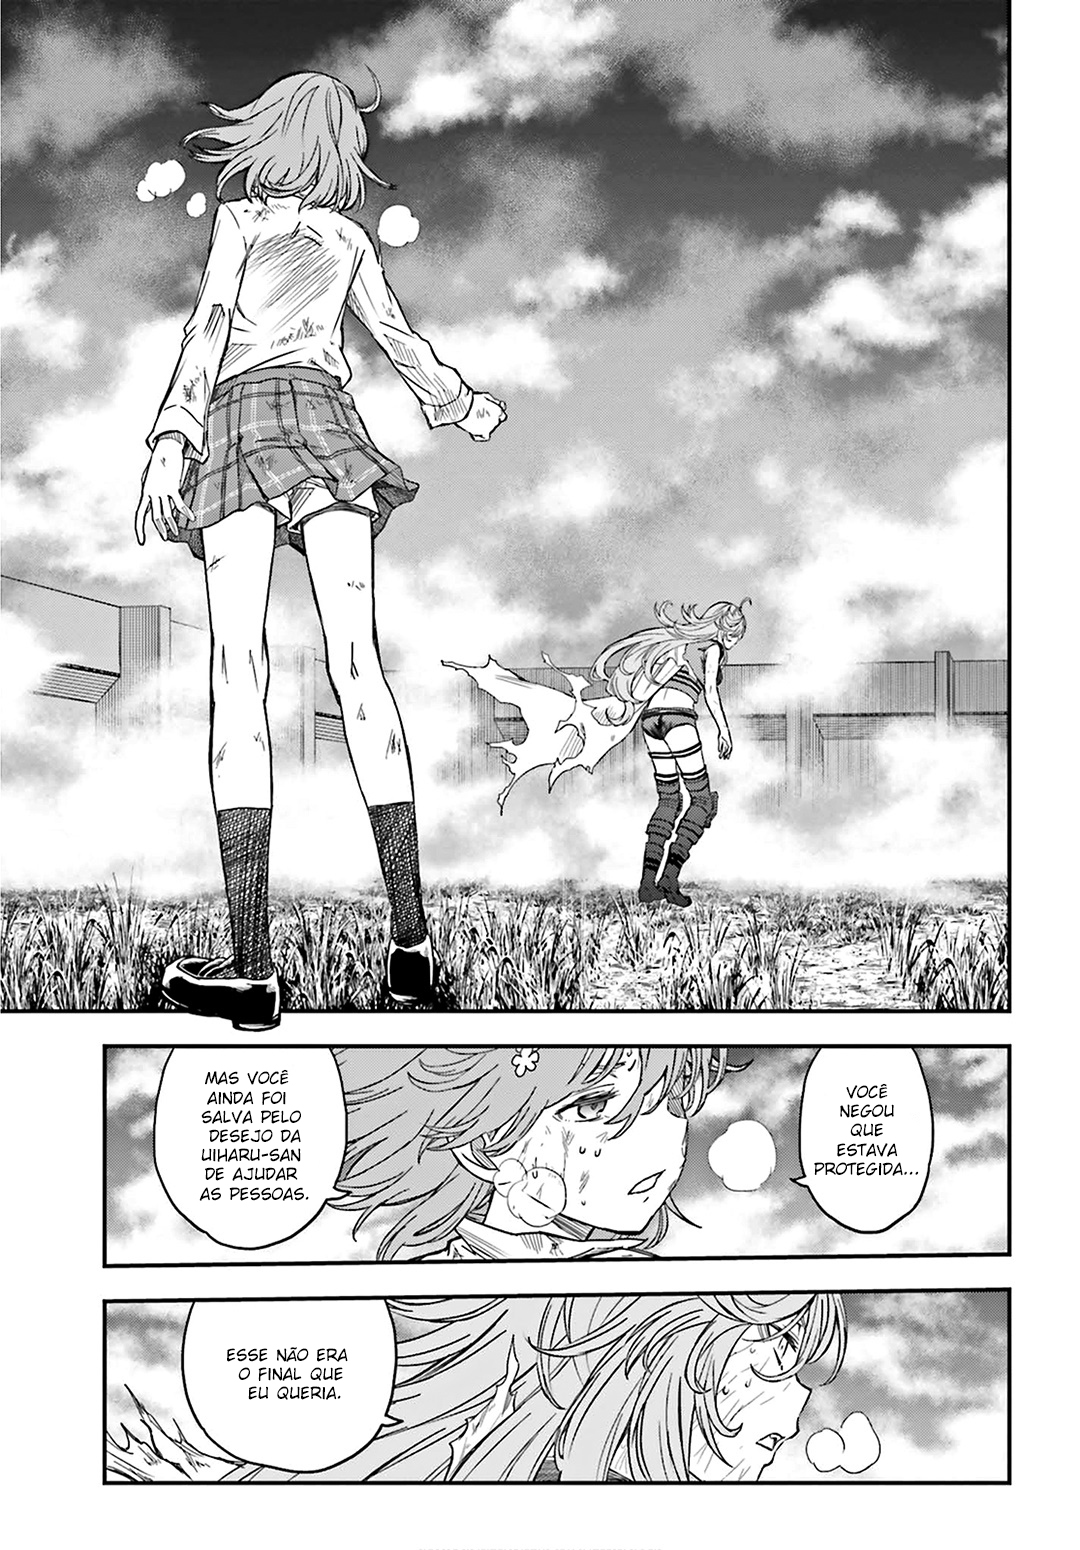 VOCÊ
NEGOU
QUE
ESTAVA
PROTEGIDA...
MAS VOCÊ
AINDA FOI
SALVA PELO
DESEJO DA
UIHARU-SAN
DE AJUDAR
AS PESSOAS.
ESSE NÃO ERA
O FINAL QUE
EU QUERIA.